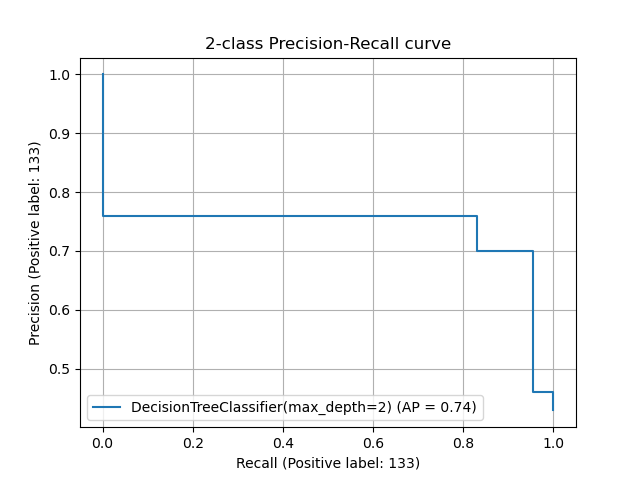 2-class Precision-Recall curve
1.0
0.9
0.8
0.7
0.6
0.5
Precision (Positive label: 133)
DecisionTreeClassifier(max_depth=2) (AP = 0.74)
0.0 0.2 0.4 0.6 0.8 1.0
Recall (Positive label: 133)